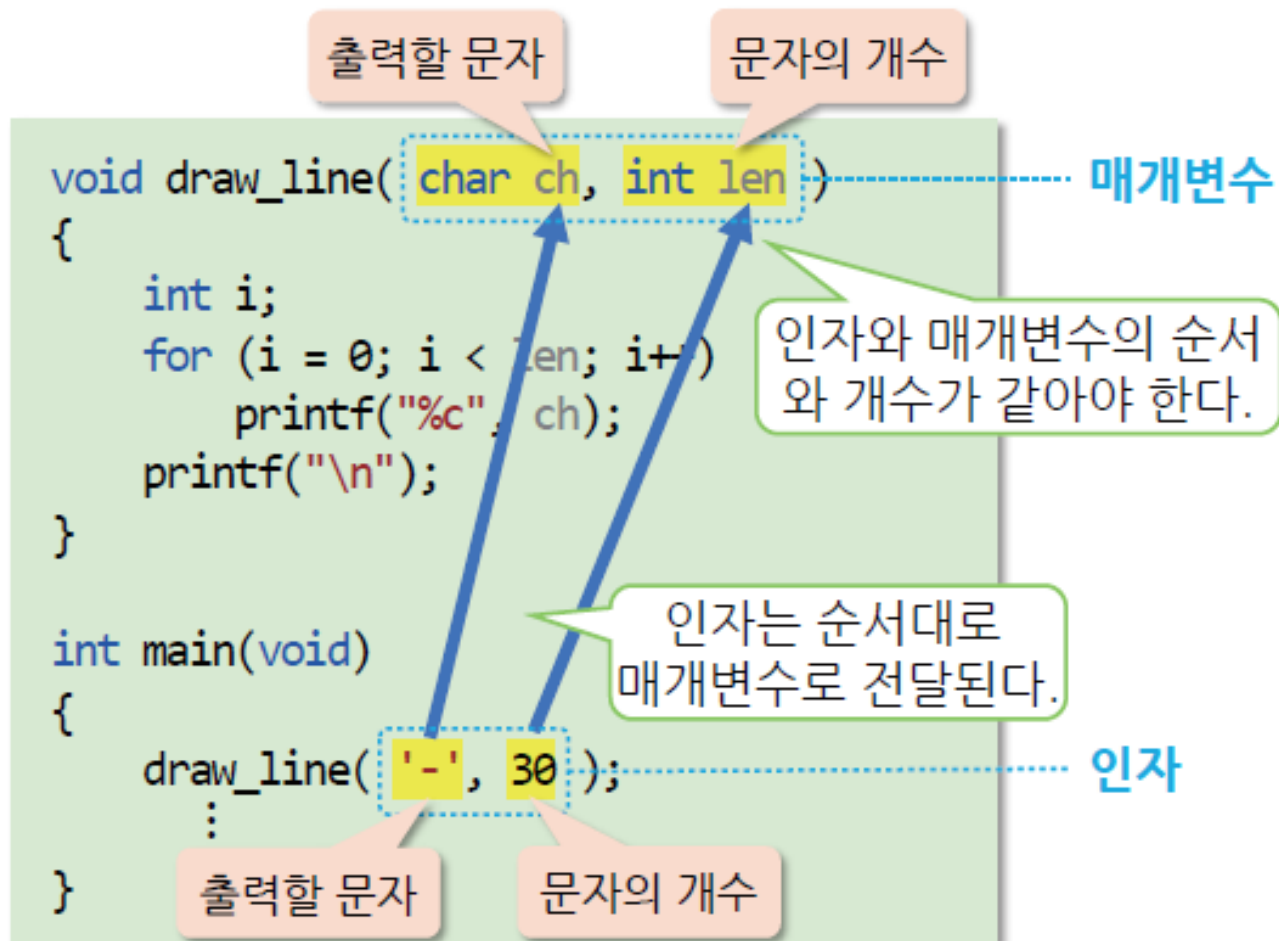 출력할 문자 문자의 개수
void draw_line( char ch, int len ) 매개변수
{
int i;
for (i = 0; i < len; i++)
printf("%c", ch);
printf("\n");
}
인자와 매개변수의 순서
와 개수가 같아야 한다.
인자는 순서대로
매개변수로 전달된다.
int main(void)
{
draw_line( '-', 30 ); 인자
⋮
}
출력할 문자 문자의 개수